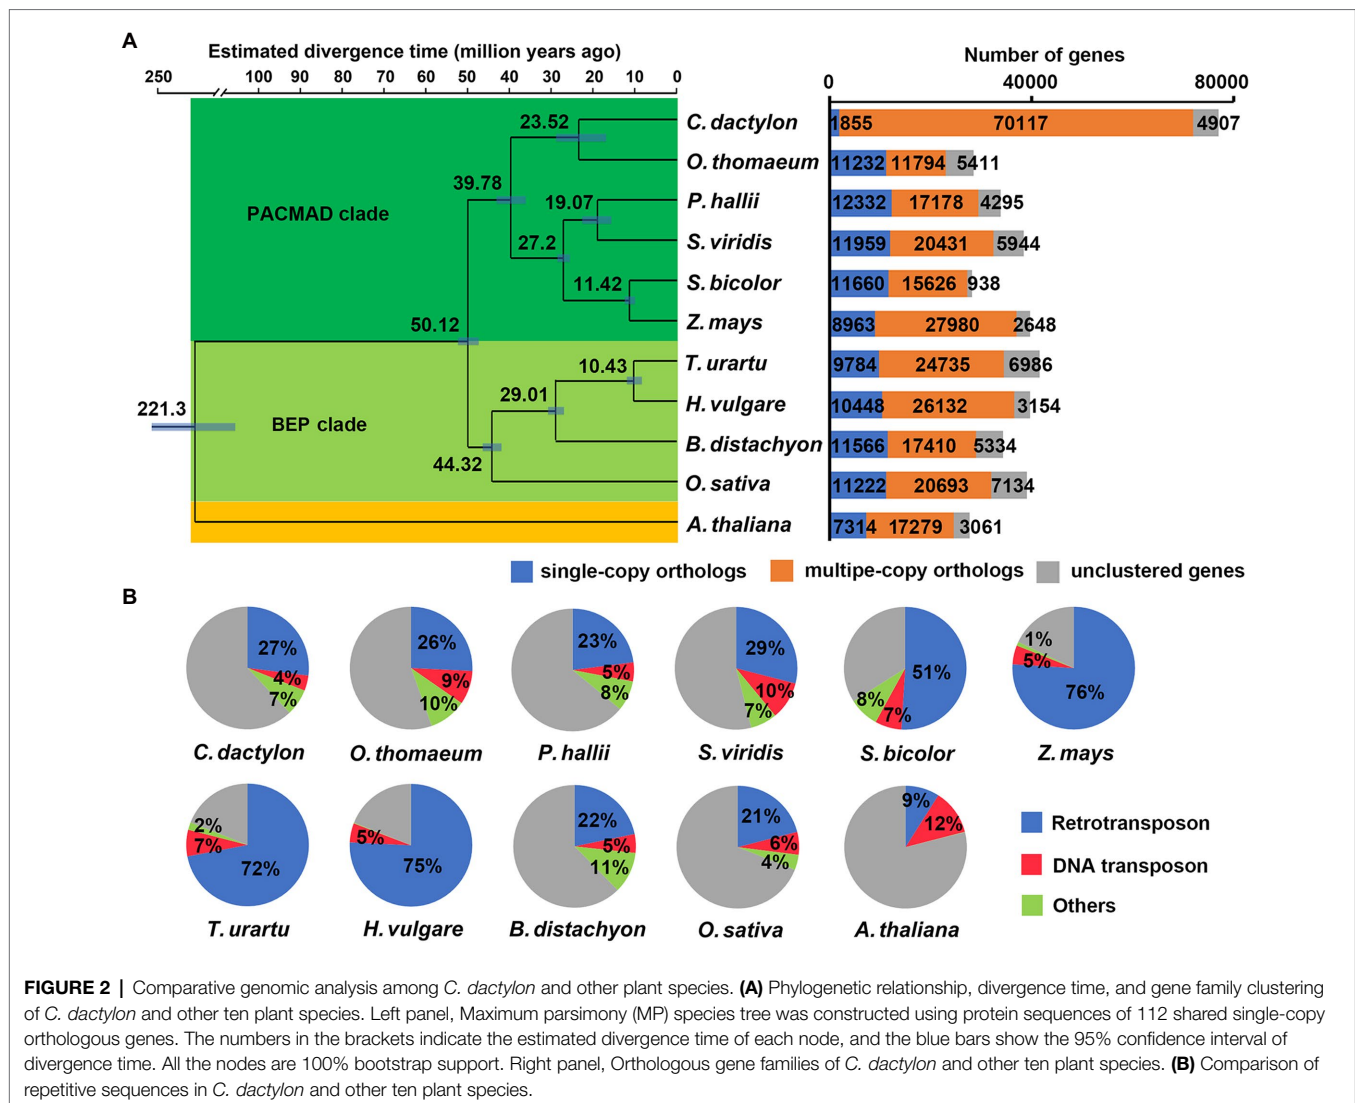 A
Estimated divergence time (million years ago)
250 100 90 80 70 60 50 40 30 20 10 0
Number of genes
0 40000 80000
23.52
39.78
19.07
27.2
11.42
50.12
10.43
29.01
221.3
44.32
PACMAD clade
BEP clade
C. dactylon 1855 70117 4907
O. thomaeum 11232 11794 5411
P. hallii 12332 17178 4295
S. viridis 11959 20431 5944
S. bicolor 11660 15626 938
Z. mays 8963 27980 2648
T. urartu 9784 24735 6986
H. vulgare 10448 26132 3154
B. distachyon 11566 17410 5334
O. sativa 11222 20693 7134
A. thaliana 7314 17279 3061
single-copy orthologs multipe-copy orthologs unclustered genes
B
27% 4% 7%
C. dactylon
26% 9% 10%
O. thomaeum
23% 5% 8%
P. hallii
29% 10% 7%
S. viridis
51% 7% 8%
S. bicolor
1% 5% 76%
Z. mays
2% 7% 72%
T. urartu
5% 75%
H. vulgare
22% 5% 11%
B. distachyon
21% 6% 4%
O. sativa
9% 12%
A. thaliana
Retrotransposon
DNA transposon
Others
FIGURE 2 | Comparative genomic analysis among C. dactylon and other plant species. (A) Phylogenetic relationship, divergence time, and gene family clustering
of C. dactylon and other ten plant species. Left panel, Maximum parsimony (MP) species tree was constructed using protein sequences of 112 shared single-copy
orthologous genes. The numbers in the brackets indicate the estimated divergence time of each node, and the blue bars show the 95% confidence interval of
divergence time. All the nodes are 100% bootstrap support. Right panel, Orthologous gene families of C. dactylon and other ten plant species. (B) Comparison of
repetitive sequences in C. dactylon and other ten plant species.